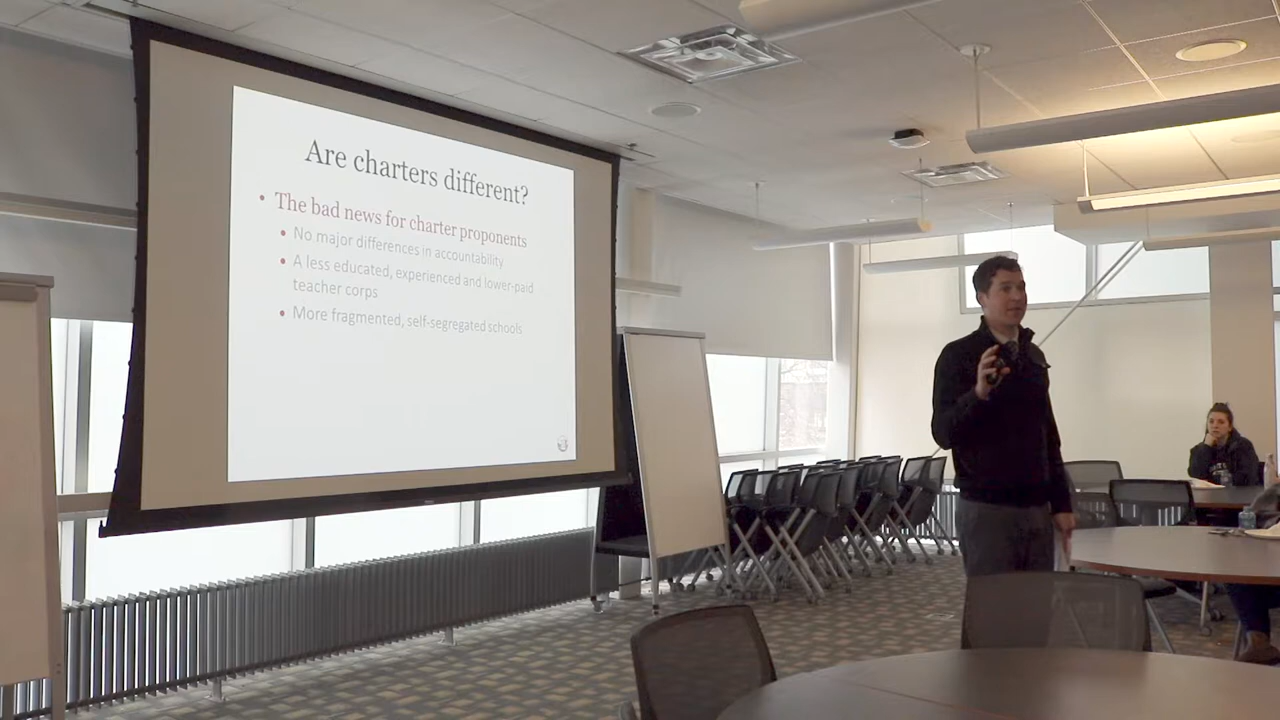 Are charters different?
• The bad news for charter proponents
• No major differences in accountability
• A less educated, experienced and lower-paid
teacher corps
• More fragmented, self-segregated schools